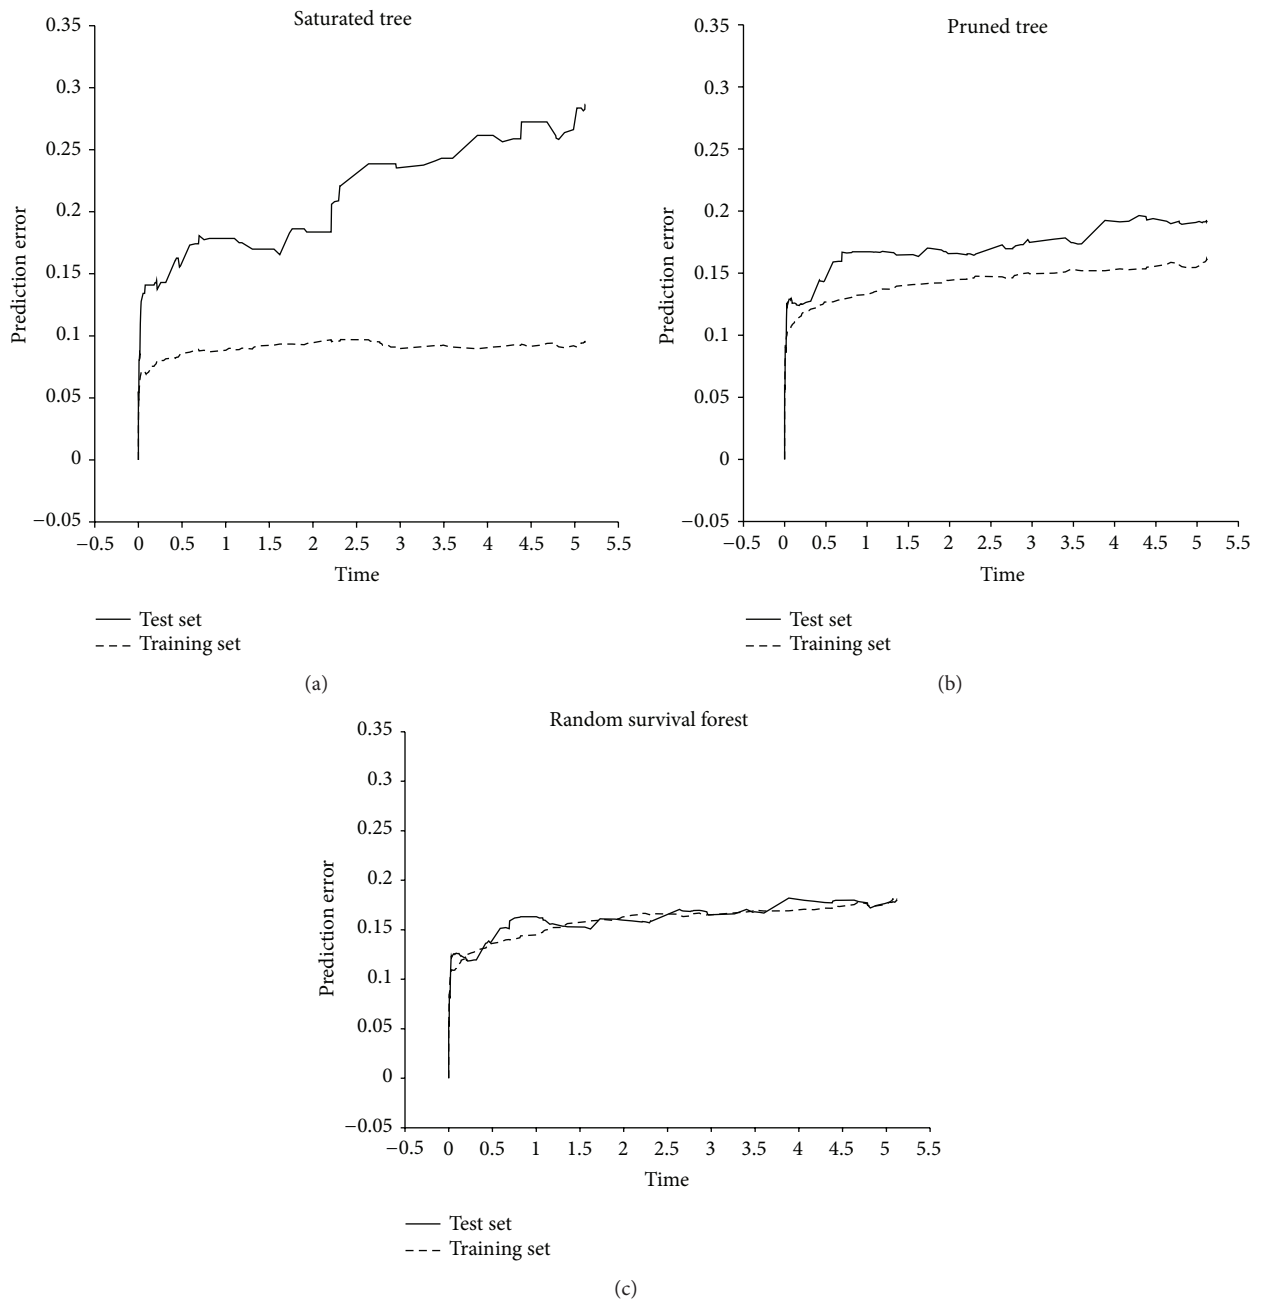 Saturated tree
0.35
0.3
0.25
0.2
0.15
0.1
0.05
0
−0.05
Prediction error
−0.5 0 0.5 1 1.5 2 2.5 3 3.5 4 4.5 5 5.5
Time
Test set
Training set
(a)
Pruned tree
0.35
0.3
0.25
0.2
0.15
0.1
0.05
0
−0.05
Prediction error
−0.5 0 0.5 1 1.5 2 2.5 3 3.5 4 4.5 5 5.5
Time
Test set
Training set
(b)
Random survival forest
0.35
0.3
0.25
0.2
0.15
0.1
0.05
0
−0.05
Prediction error
−0.5 0 0.5 1 1.5 2 2.5 3 3.5 4 4.5 5 5.5
Time
Test set
Training set
(c)